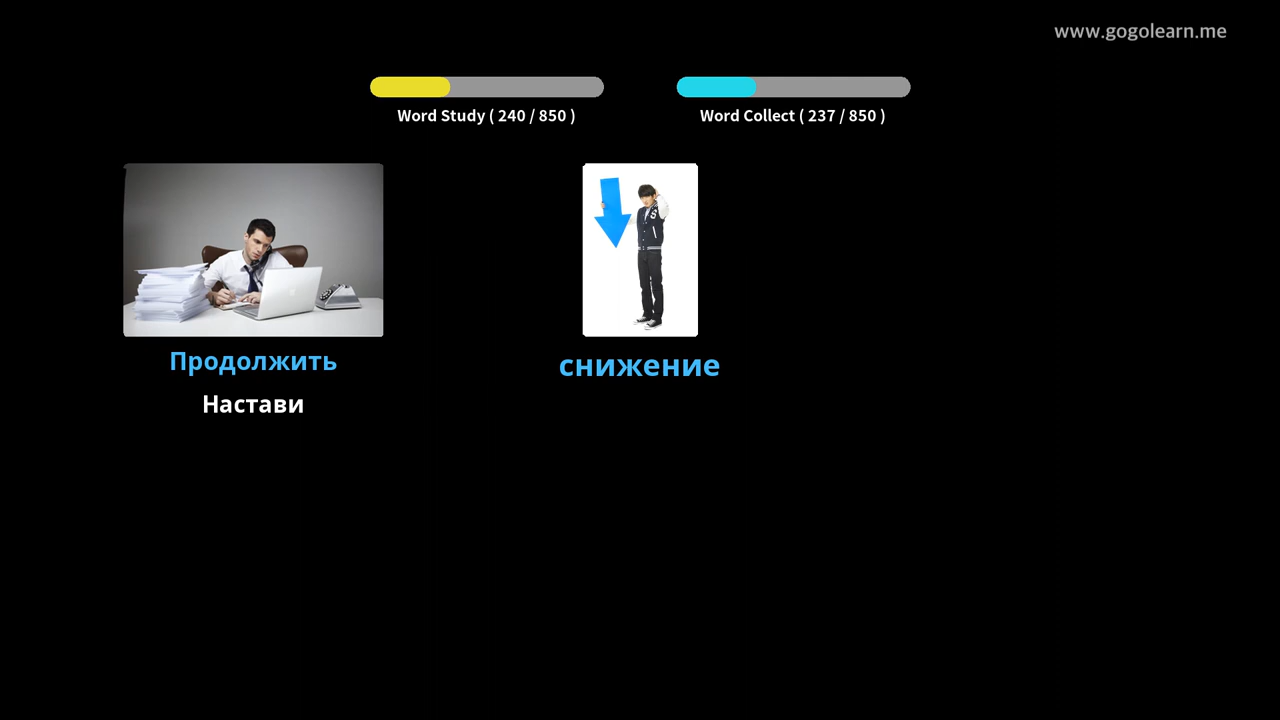 www.gogolearn.me
Word Study ( 240 / 850 )
Word Collect ( 237 / 850 )
Продолжить
Настави
снижение